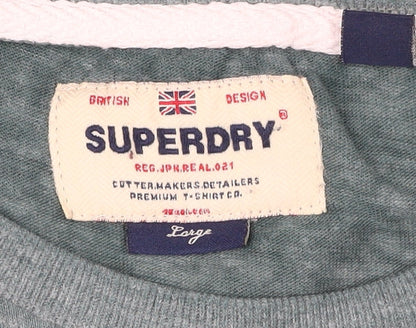 BRITISH DESIGN
SUPERDRY®
REG.JPN.REAL.021
CUTTER.MAKERS.DETAILERS
PREMIUM T-SHIRT CO.
Large